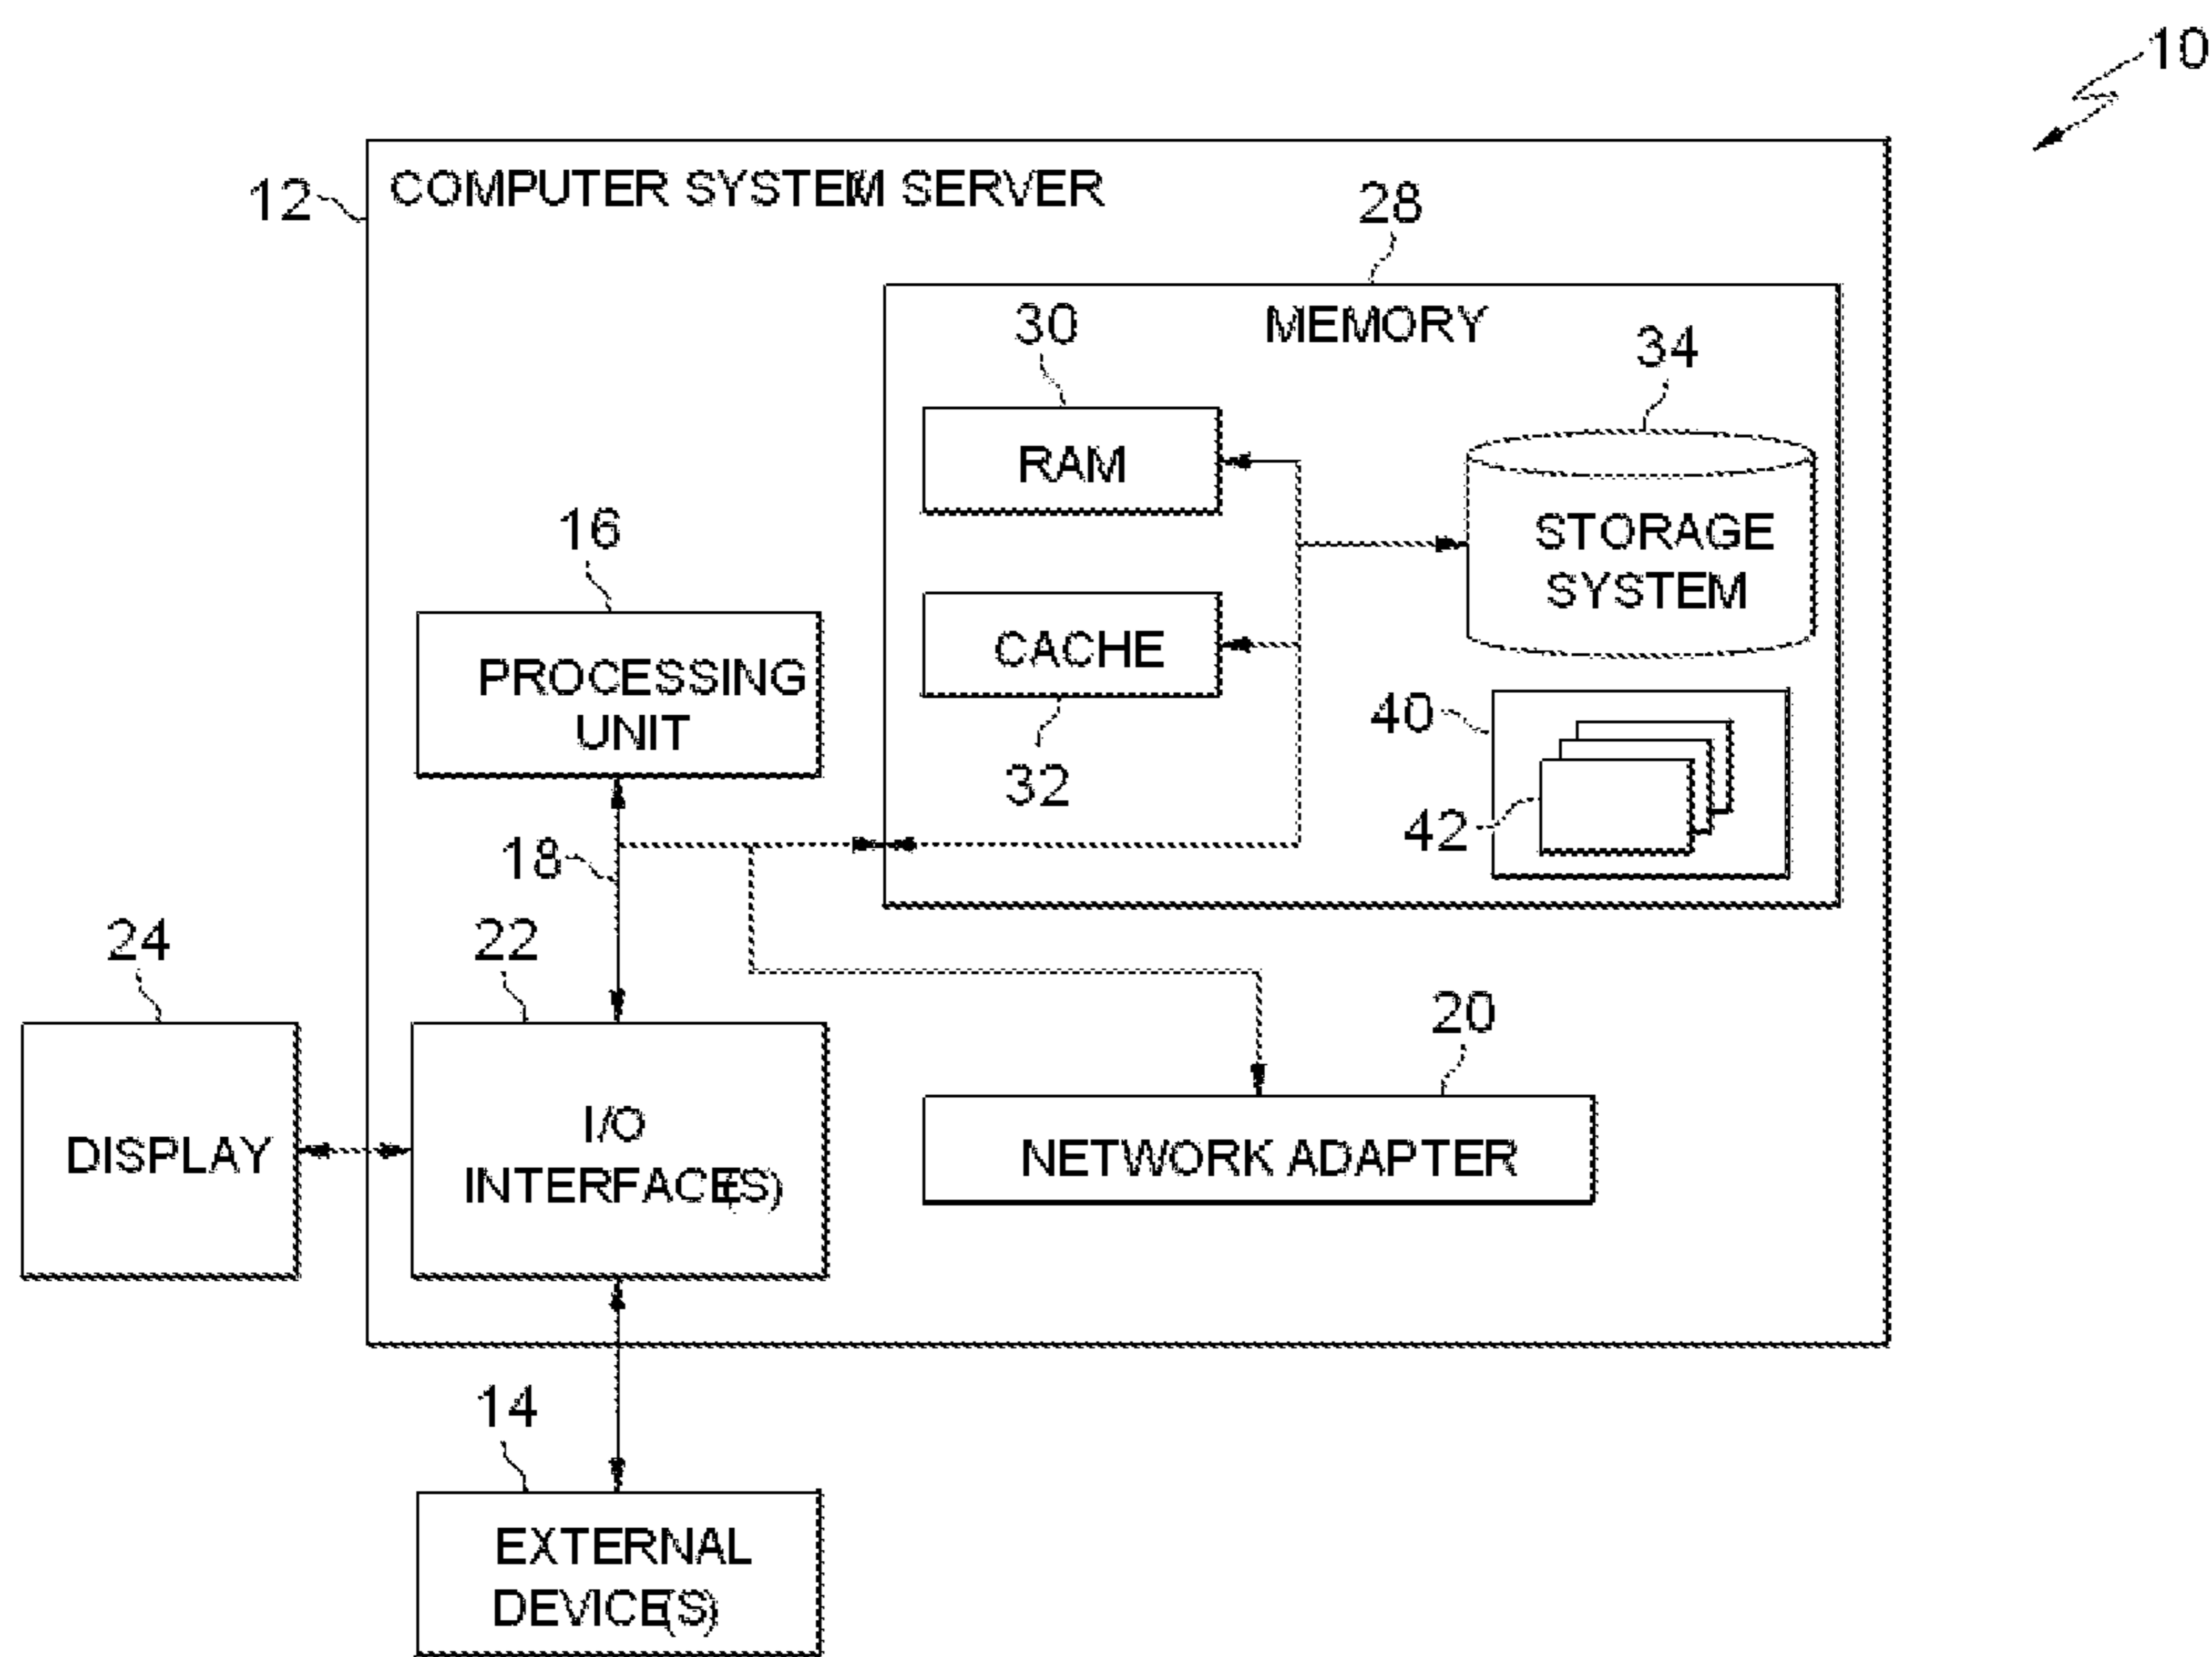 10
12
COMPUTER SYSTEM SERVER
28
MEMORY
30
34
RAM
STORAGE
SYSTEM
16
PROCESSING
UNIT
CACHE
32
40
42
18
24
22
20
DISPLAY
I/O
INTERFACE(S)
NETWORK ADAPTER
14
EXTERNAL
DEVICE(S)